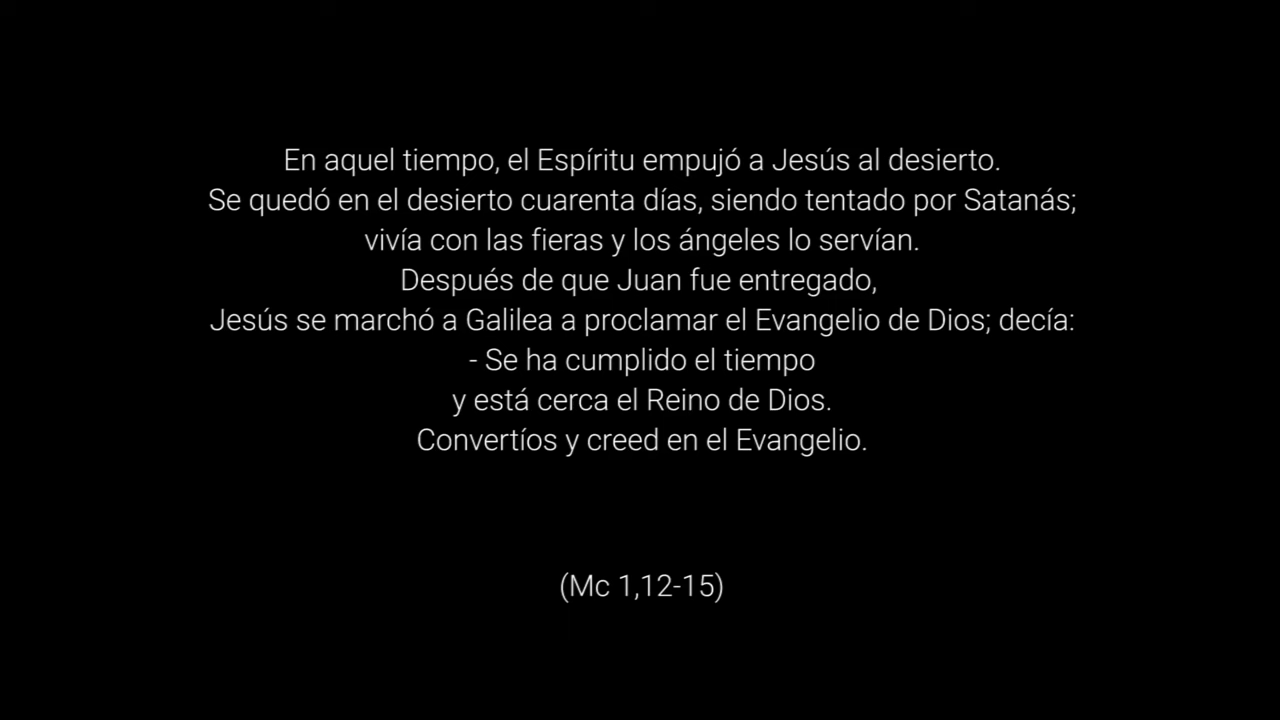 En aquel tiempo, el Espíritu empujó a Jesús al desierto.
Se quedó en el desierto cuarenta días, siendo tentado por Satanás;
vivía con las fieras y los ángeles lo servían.
Después de que Juan fue entregado,
Jesús se marchó a Galilea a proclamar el Evangelio de Dios; decía:
- Se ha cumplido el tiempo
y está cerca el Reino de Dios.
Convertíos y creed en el Evangelio.
(Mc 1,12-15)